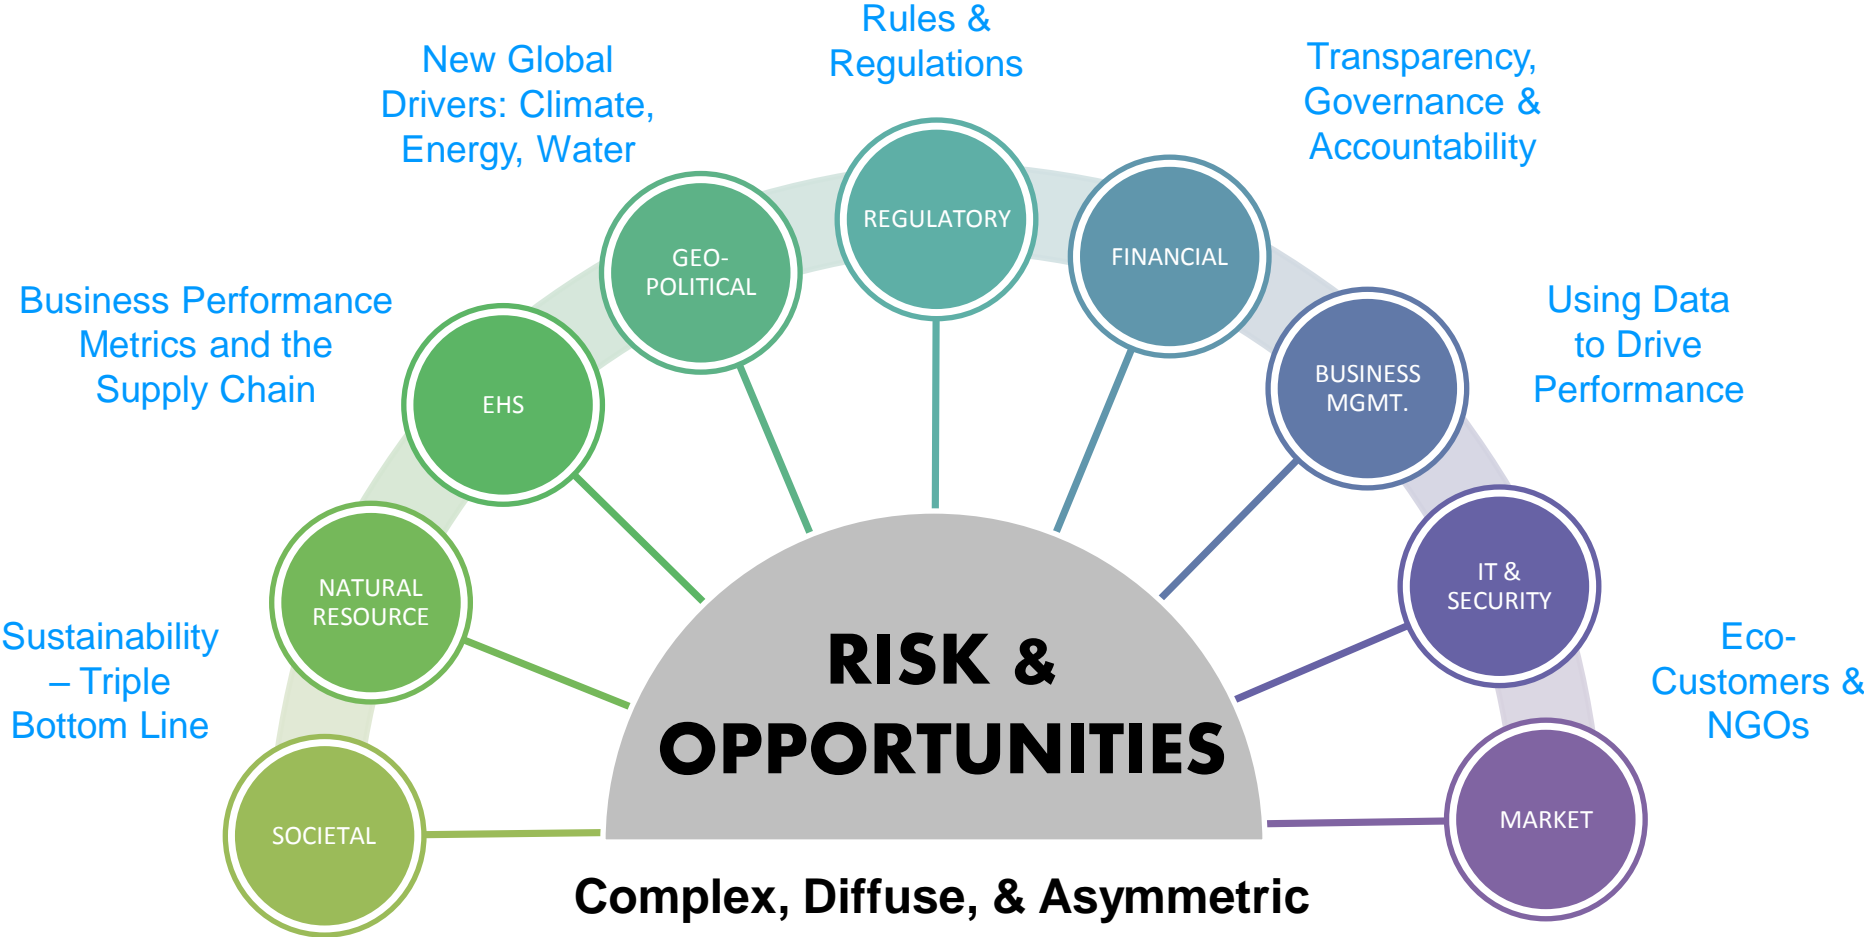 Rules &
Regulations
New Global
Drivers: Climate,
Energy, Water
Transparency,
Governance &
Accountability
REGULATORY
GEO-
POLITICAL
FINANCIAL
Business Performance
Metrics and the
Supply Chain
Using Data
to Drive
Performance
EHS
BUSINESS
MGMT.
NATURAL
RESOURCE
IT &
SECURITY
Sustainability
– Triple
Bottom Line
Eco-
Customers &
NGOs
RISK &
OPPORTUNITIES
SOCIETAL
MARKET
Complex, Diffuse, & Asymmetric